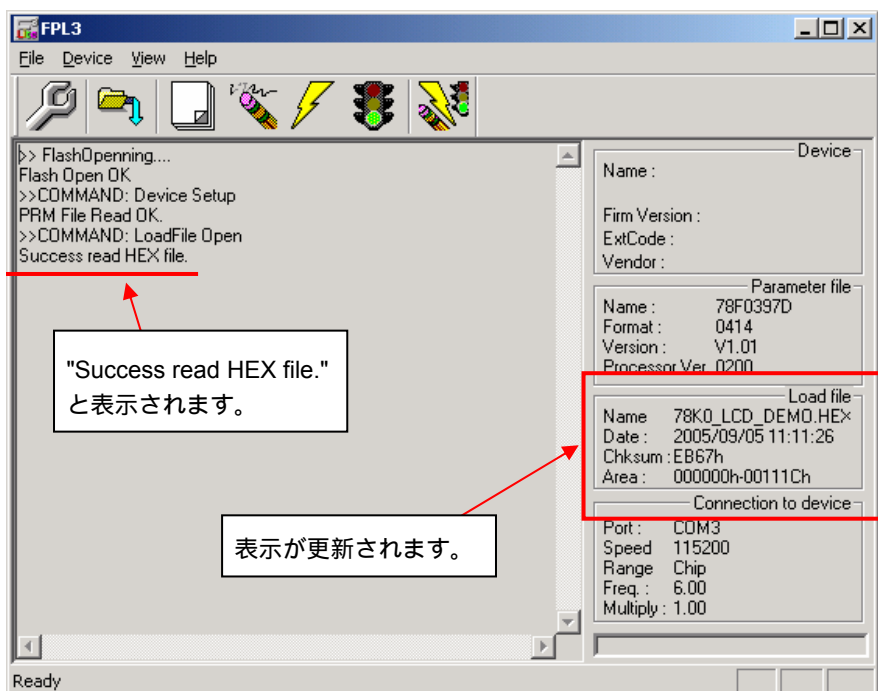 FPL3
File Device View Help
>> FlashOpenning....
Flash Open OK
>>COMMAND: Device Setup
PRM File Read OK.
>>COMMAND: LoadFile Open
Success read HEX file.
"Success read HEX file."
と表示されます。
表示が更新されます。
Device
Name :
Firm Version :
ExtCode :
Vendor :
Parameter file
Name : 78F0397D
Format : 0414
Version : V1.01
Processor Ver. 0200
Load file
Name 78K0_LCD_DEMO.HEX
Date : 2005/09/05 11:11:26
Chksum : EB67h
Area : 000000h-00111Ch
Connection to device
Port : COM3
Speed 115200
Range Chip
Freq. : 6.00
Multiply : 1.00
Ready